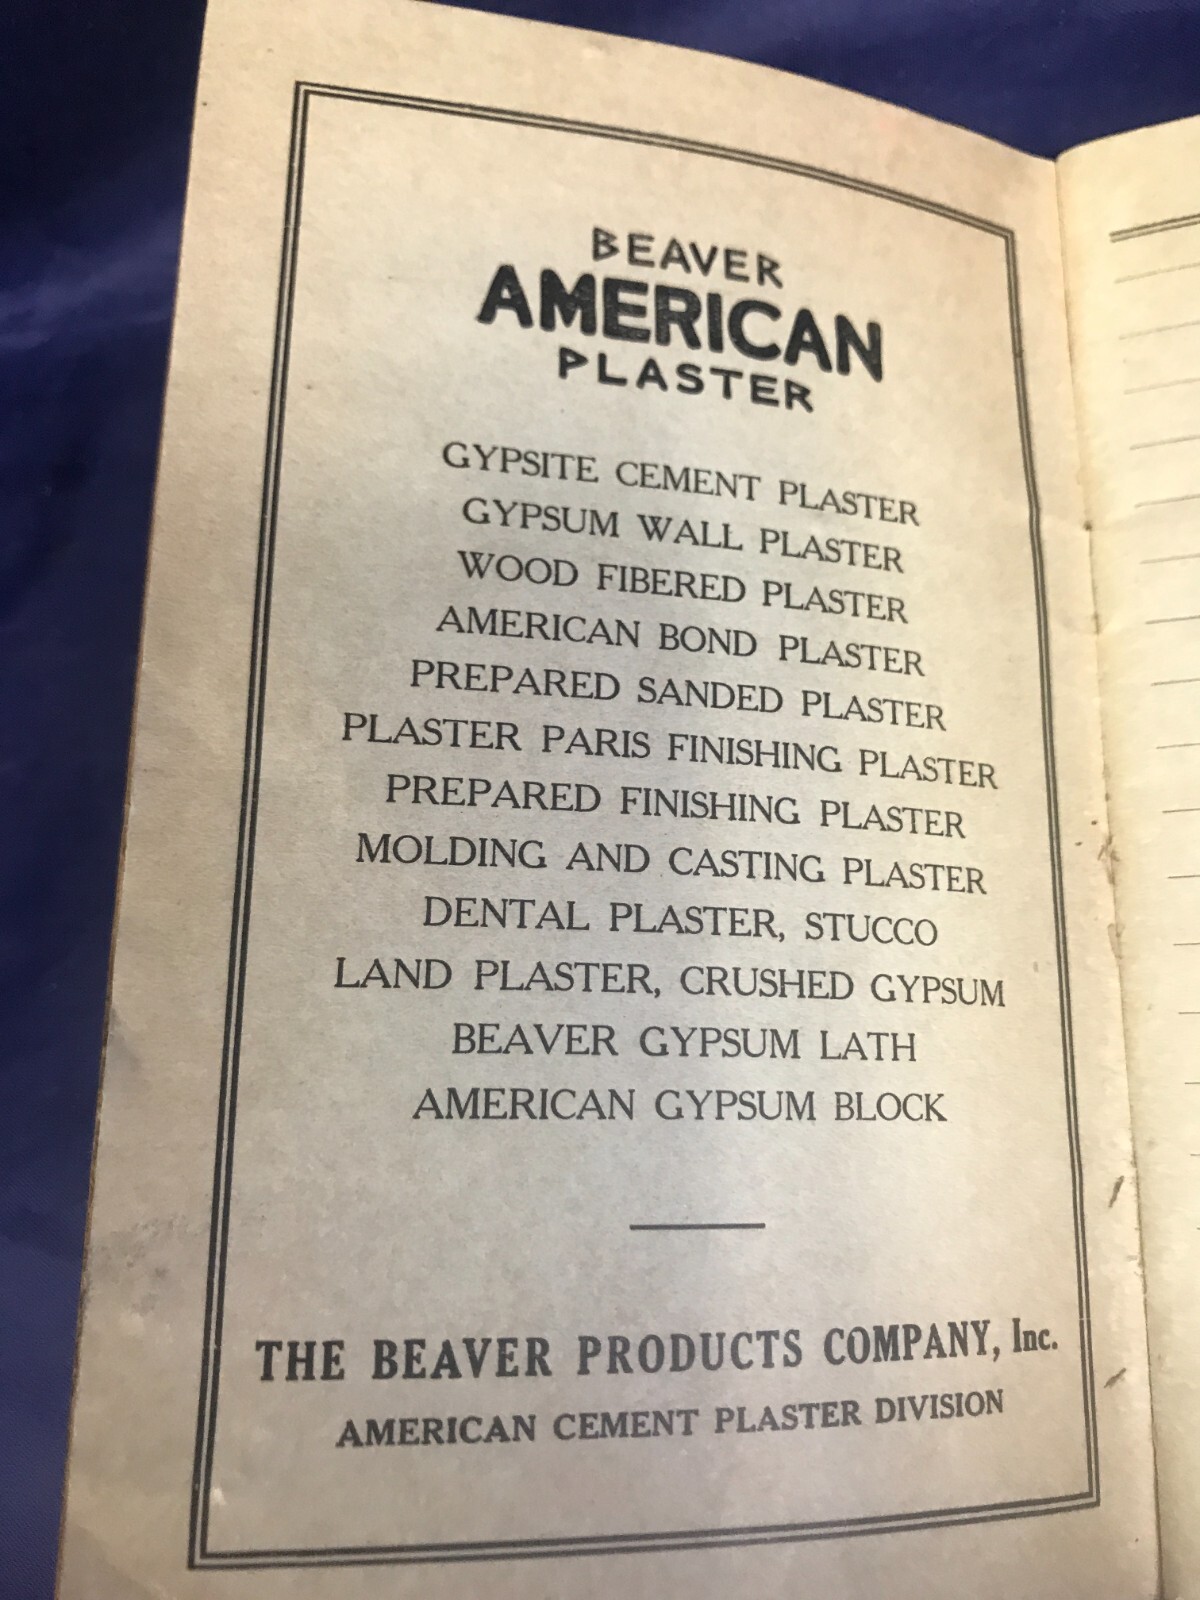 BEAVER
AMERICAN
PLASTER
GYPSITE CEMENT PLASTER
GYPSUM WALL PLASTER
WOOD FIBERED PLASTER
AMERICAN BOND PLASTER
PREPARED SANDED PLASTER
PLASTER PARIS FINISHING PLASTER
PREPARED FINISHING PLASTER
MOLDING AND CASTING PLASTER
DENTAL PLASTER, STUCCO
LAND PLASTER, CRUSHED GYPSUM
BEAVER GYPSUM LATH
AMERICAN GYPSUM BLOCK
THE BEAVER PRODUCTS COMPANY, Inc.
AMERICAN CEMENT PLASTER DIVISION